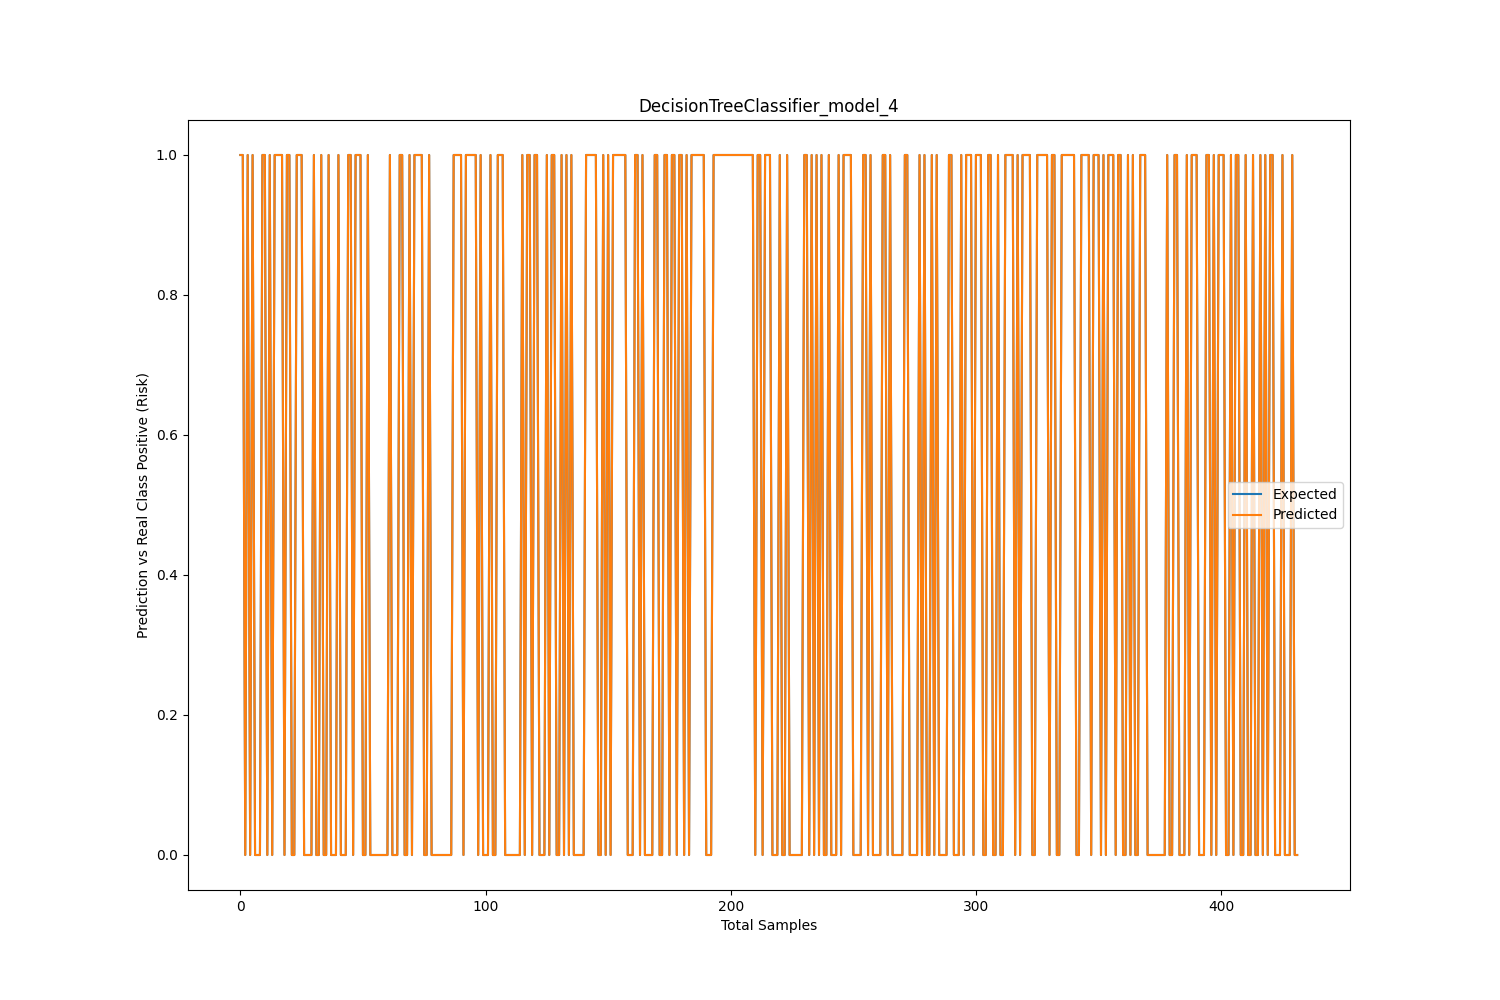 DecisionTreeClassifier_model_4
1.0
0.8
0.6
0.4
0.2
0.0
Prediction vs Real Class Positive (Risk)
Expected
Predicted
0 100 200 300 400
Total Samples